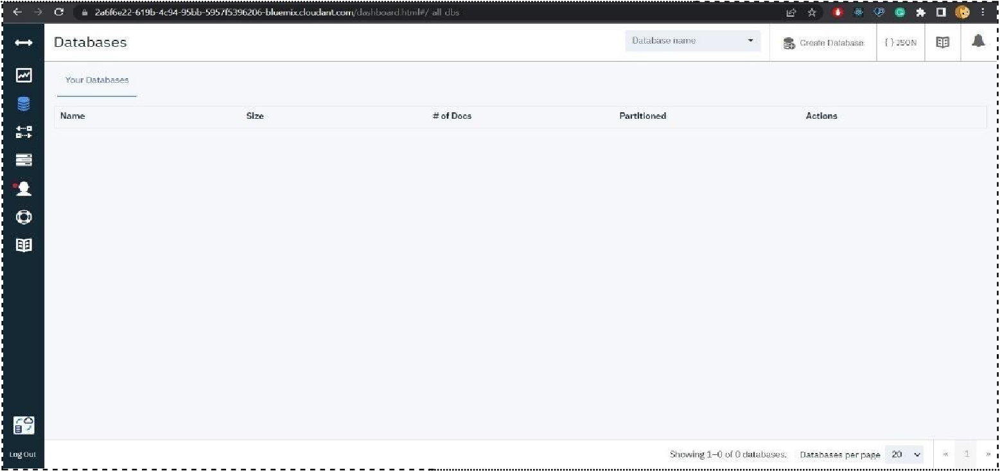 2a6f6e22-619b-4c94-95bb-5957f5396206-bluemix.cloudant.com/dashboard.html#/_all_dbs
Databases
Database name
Create Database
{ } JSON
Your Databases
Name Size # of Docs Partitioned Actions
Log Out
Showing 1–0 of 0 databases. Databases per page 20 « 1 »